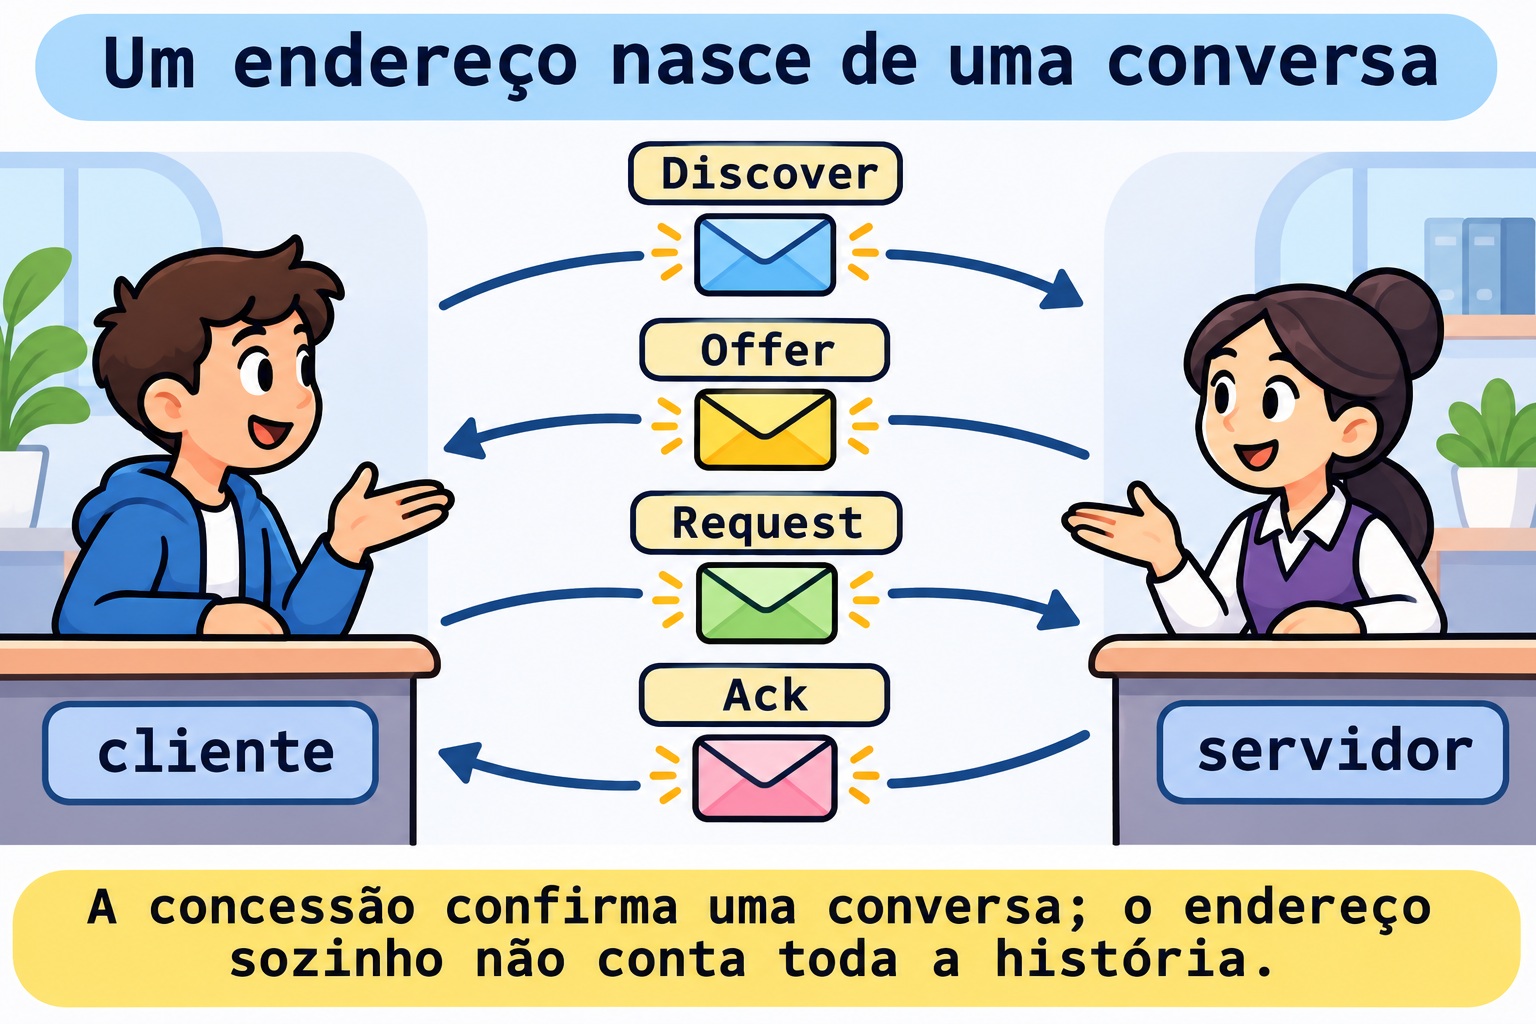 Um endereço nasce de uma conversa
Discover
Offer
Request
Ack
cliente
servidor
A concessão confirma uma conversa; o endereço
sozinho não conta toda a história.